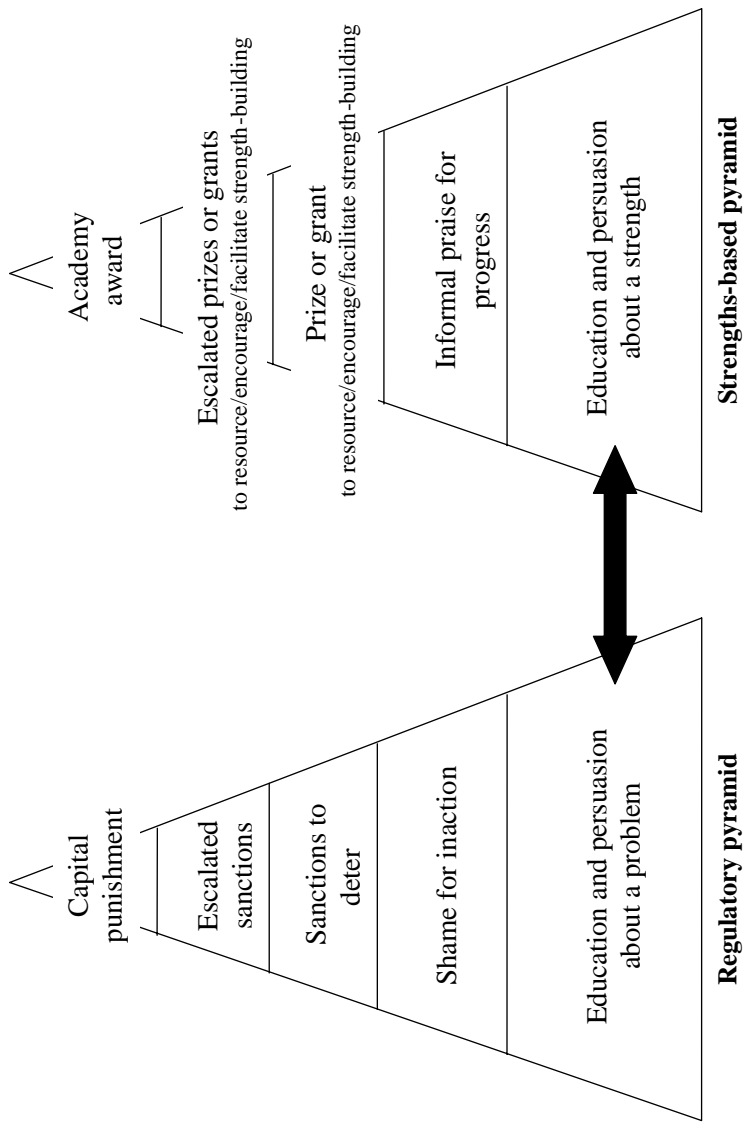 Capital
punishment
Escalated
sanctions
Sanctions to
deter
Shame for inaction
Education and persuasion
about a problem
Regulatory pyramid
Academy
award
Escalated prizes or grants
to resource/encourage/facilitate strength-building
Prize or grant
to resource/encourage/facilitate strength-building
Informal praise for
progress
Education and persuasion
about a strength
Strengths-based pyramid